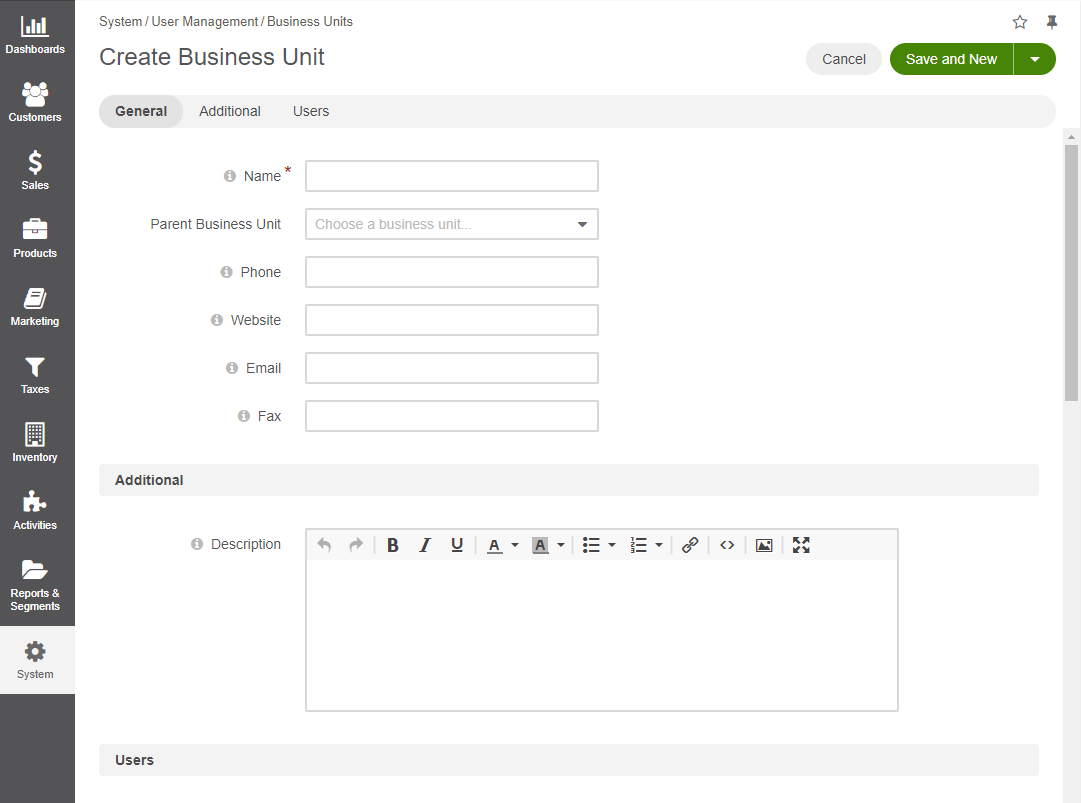 Dashboards
Customers
Sales
Products
Marketing
Taxes
Inventory
Activities
Reports &
Segments
System
System / User Management / Business Units
Create Business Unit
Cancel
Save and New
General
Additional
Users
Name *
Parent Business Unit
Choose a business unit...
Phone
Website
Email
Fax
Additional
Description
B I U A A
Users